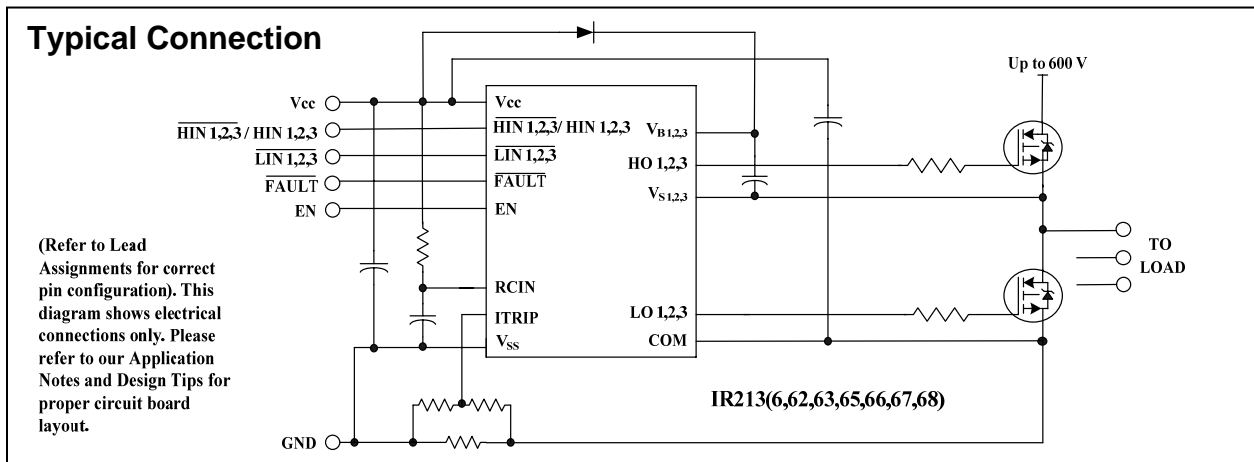 Typical Connection
Up to 600 V
Vcc
Vcc
HIN 1,2,3 / HIN 1,2,3
HIN 1,2,3 / HIN 1,2,3
VB1,2,3
LIN 1,2,3
LIN 1,2,3
HO 1,2,3
FAULT
FAULT
VS1,2,3
EN
EN
(Refer to Lead
Assignments for correct
pin configuration). This
diagram shows electrical
connections only. Please
refer to our Application
Notes and Design Tips for
proper circuit board
layout.
TO
LOAD
RCIN
ITRIP
LO 1,2,3
VSS
COM
IR213(6,62,63,65,66,67,68)
GND